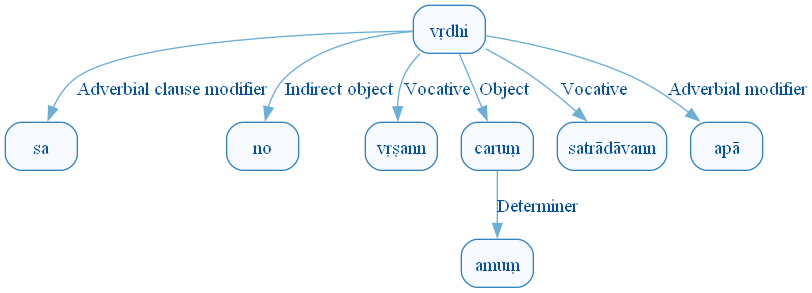 vṛdhi
Adverbial clause modifier Indirect object Vocative Object Vocative Adverbial modifier
sa no vṛṣann caruṃ satrādāvann apā
Determiner
amuṃ